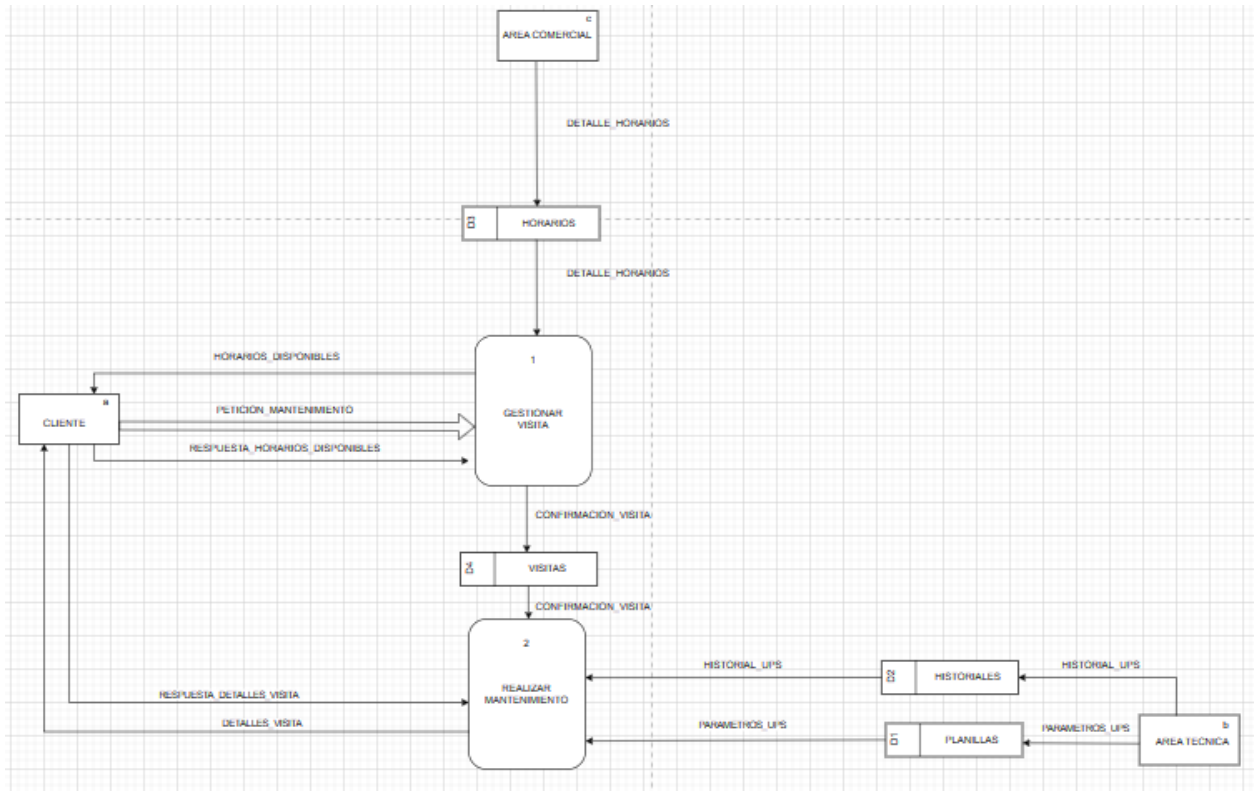 c
AREA COMERCIAL
DETALLE_HORARIOS
D3
HORARIOS
DETALLE_HORARIOS
HORARIOS_DISPONIBLES
1
GESTIONAR
VISITA
a
CLIENTE
PETICION_MANTENIMIENTO
RESPUESTA_HORARIOS_DISPONIBLES
CONFIRMACION_VISITA
D4
VISITAS
CONFIRMACION_VISITA
2
REALIZAR
MANTENIMIENTO
HISTORIAL_UPS
D2
HISTORIALES
HISTORIAL_UPS
RESPUESTA_DETALLES_VISITA
DETALLES_VISITA
PARAMETROS_UPS
D1
PLANILLAS
PARAMETROS_UPS
b
AREA TECNICA